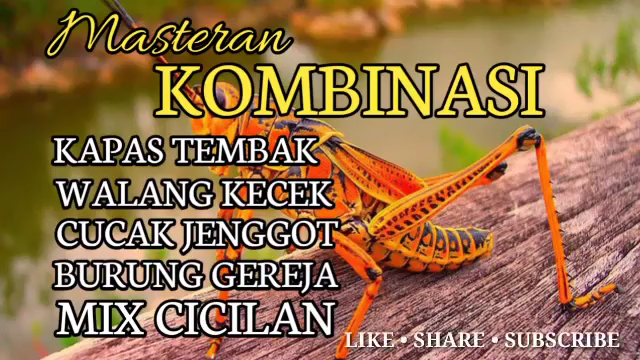 Masteran
KOMBINASI
KAPAS TEMBAK
WALANG KECEK
CUCAK JENGGOT
BURUNG GEREJA
MIX CICILAN
LIKE • SHARE • SUBSCRIBE